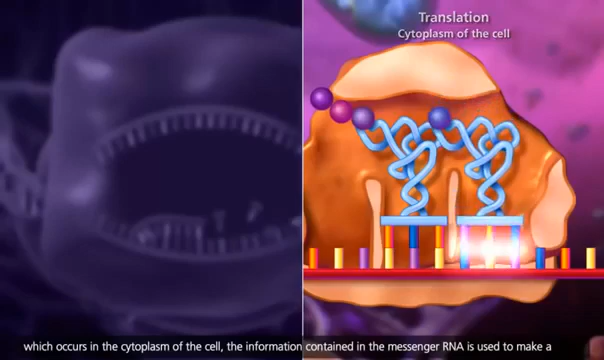 Translation
Cytoplasm of the cell
which occurs in the cytoplasm of the cell, the information contained in the messenger RNA is used to make a